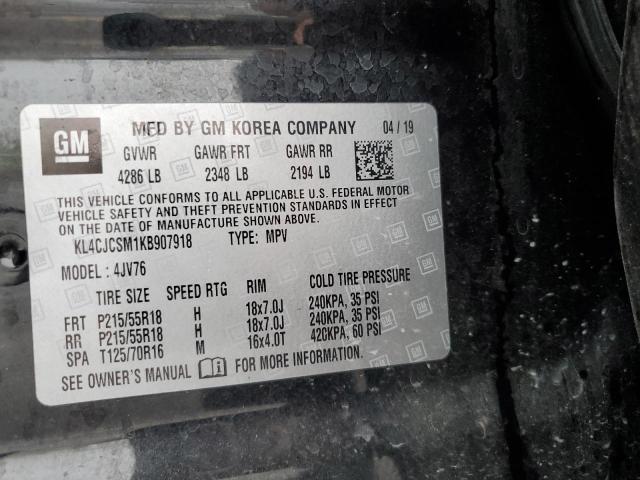 GM MFD BY GM KOREA COMPANY 04 / 19
GVWR GAWR FRT GAWR RR
4286 LB 2348 LB 2194 LB
THIS VEHICLE CONFORMS TO ALL APPLICABLE U.S. FEDERAL MOTOR
VEHICLE SAFETY AND THEFT PREVENTION STANDARDS IN EFFECT
ON THE DATE OF MANUFACTURE SHOWN ABOVE.
KL4CJCSM1KB907918 TYPE: MPV
MODEL : 4JV76
TIRE SIZE SPEED RTG RIM COLD TIRE PRESSURE
FRT P215/55R18 H 18x7.0J 240KPA, 35 PSI
RR P215/55R18 H 18x7.0J 240KPA, 35 PSI
SPA T125/70R16 M 16x4.0T 420KPA, 60 PSI
SEE OWNER'S MANUAL FOR MORE INFORMATION.